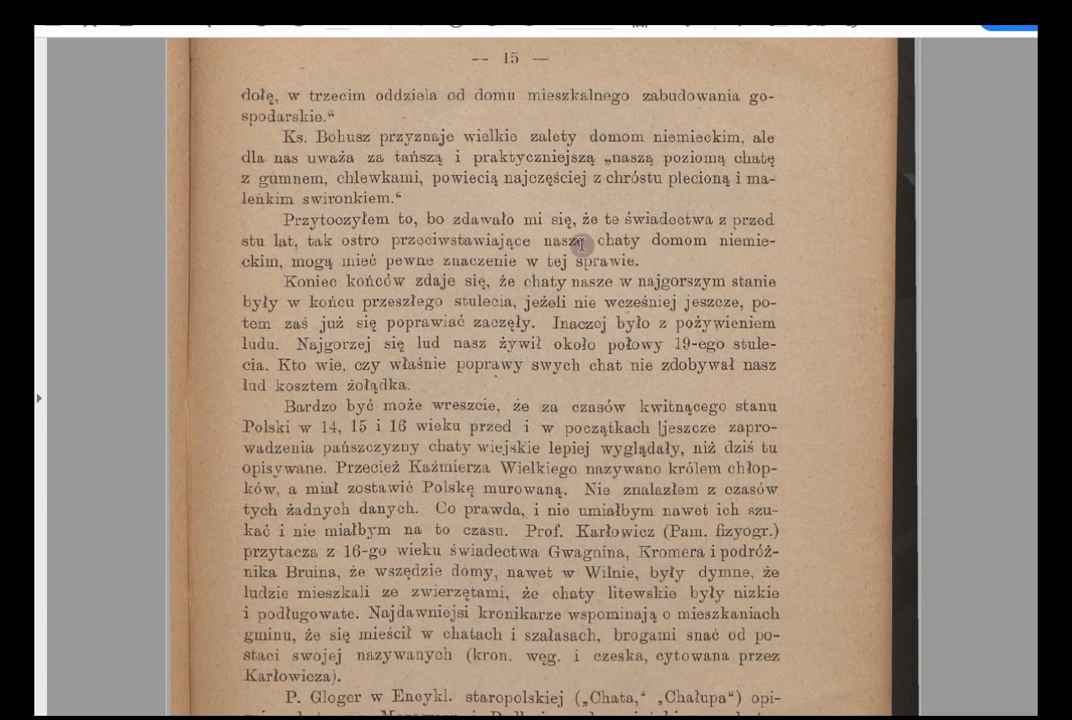 — 15 —
dołę, w trzecim oddziela od domu mieszkalnego zabudowania go-
spodarskie.“
Ks. Bohusz przyznaje wielkie zalety domom niemieckim, ale
dla nas uważa za tańszą i praktyczniejszą „naszą poziomą chatę
z gumnem, chlewkami, powiecią najczęściej z chróstu plecioną i ma-
leńkim swironkiem.“
Przytoczyłem to, bo zdawało mi się, że te świadectwa z przed
stu lat, tak ostro przeciwstawiające naszę chaty domom niemie-
ckim, mogą mieć pewne znaczenie w tej sprawie.
Koniec końców zdaje się, że chaty nasze w najgorszym stanie
były w końcu przeszłego stulecia, jeżeli nie wcześniej jeszcze, po-
tem zaś już się poprawiać zaczęły. Inaczej było z pożywieniem
ludu. Najgorzej się lud nasz żywił około połowy 19-ego stule-
cia. Kto wie, czy właśnie poprawy swych chat nie zdobywał nasz
lud kosztem żołądka.
Bardzo być może wreszcie, że za czasów kwitnącego stanu
Polski w 14, 15 i 16 wieku przed i w początkach jeszcze zapro-
wadzenia pańszczyzny chaty wiejskie lepiej wyglądały, niż dziś tu
opisywane. Przecież Kaźmierza Wielkiego nazywano królem chłop-
ków, a miał zostawić Polskę murowaną. Nie znalazłem z czasów
tych żadnych danych. Co prawda, i nie umiałbym nawet ich szu-
kać i nie miałbym na to czasu. Prof. Karłowicz (Pam. fizyogr.)
przytacza z 16-go wieku świadectwa Gwagnina, Kromera i podróż-
nika Bruina, że wszędzie domy, nawet w Wilnie, były dymne, że
ludzie mieszkali ze zwierzętami, że chaty litewskie były nizkie
i podługowate. Najdawniejsi kronikarze wspominają o mieszkaniach
gminu, że się mieścił w chatach i szałasach, brogami snać od po-
staci swojej nazywanych (kron. węg. i czeska, cytowana przez
Karłowicza).
P. Gloger w Encykl. staropolskiej („Chata,“ „Chałupa“) opi-